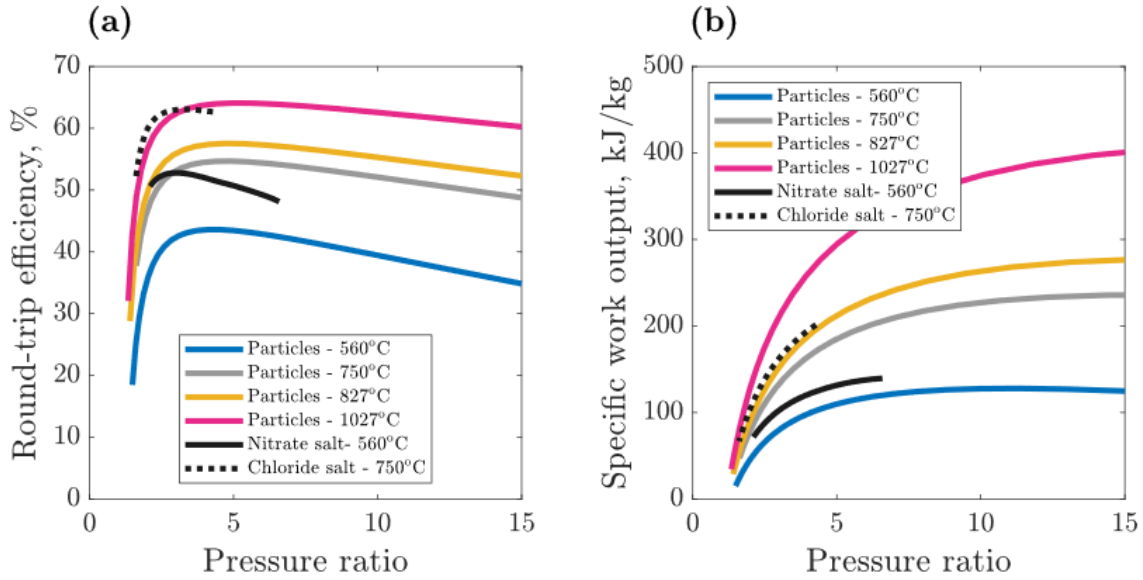 (a)
Round-trip efficiency, %
70
60
50
40
30
20
10
0
Particles - 560°C
Particles - 750°C
Particles - 827°C
Particles - 1027°C
Nitrate salt- 560°C
Chloride salt - 750°C
0 5 10 15
Pressure ratio
(b)
Specific work output, kJ/kg
500
400
300
200
100
0
Particles - 560°C
Particles - 750°C
Particles - 827°C
Particles - 1027°C
Nitrate salt- 560°C
Chloride salt - 750°C
0 5 10 15
Pressure ratio